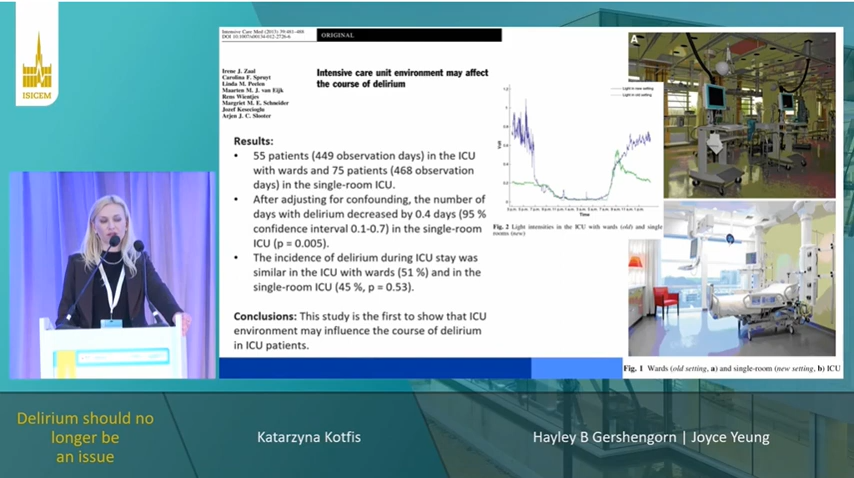 ISICEM
Intensive Care Med (2013) 39:481–488
DOI 10.1007/s00134-012-2726-6
ORIGINAL
Irene J. Zaal
Carolina F. Spruyt
Linda M. Peelen
Maarten M. J. van Eijk
Rens Wientjes
Margriet M. E. Schneider
Jozef Kesecioglu
Arjen J. C. Slooter
Intensive care unit environment may affect
the course of delirium
Results:
• 55 patients (449 observation days) in the ICU
with wards and 75 patients (468 observation
days) in the single-room ICU.
• After adjusting for confounding, the number of
days with delirium decreased by 0.4 days (95 %
confidence interval 0.1-0.7) in the single-room
ICU (p = 0.005).
• The incidence of delirium during ICU stay was
similar in the ICU with wards (51 %) and in the
single-room ICU (45 %, p = 0.53).
Conclusions: This study is the first to show that ICU
environment may influence the course of delirium
in ICU patients.
Light in new setting
Light in old setting
Time
Fig. 2 Light intensities in the ICU with wards (old) and single
rooms (new)
A
Fig. 1 Wards (old setting, a) and single-room (new setting, b) ICU
Delirium should no
longer be
an issue
Katarzyna Kotfis
Hayley B Gershengorn | Joyce Yeung